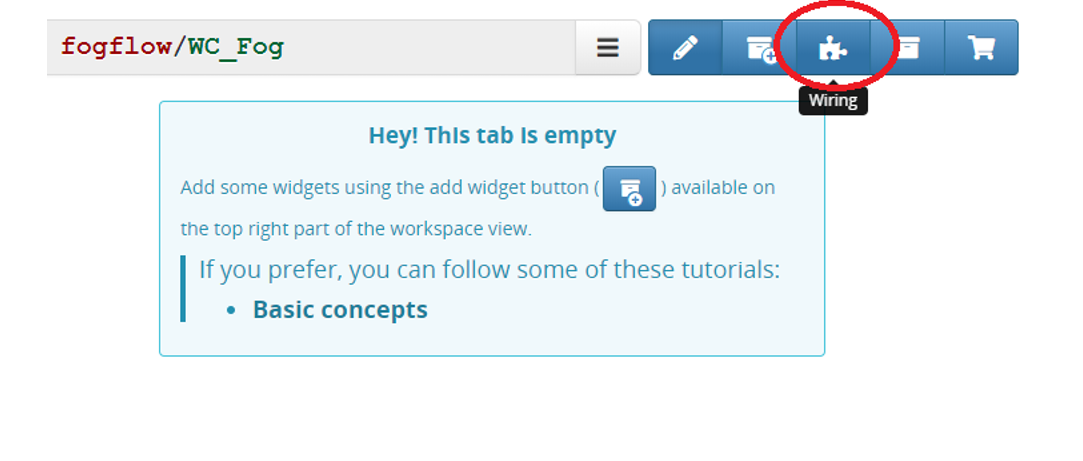 fogflow/WC_Fog
Wiring
Hey! This tab is empty
Add some widgets using the add widget button ( ) available on
the top right part of the workspace view.
If you prefer, you can follow some of these tutorials:
• Basic concepts